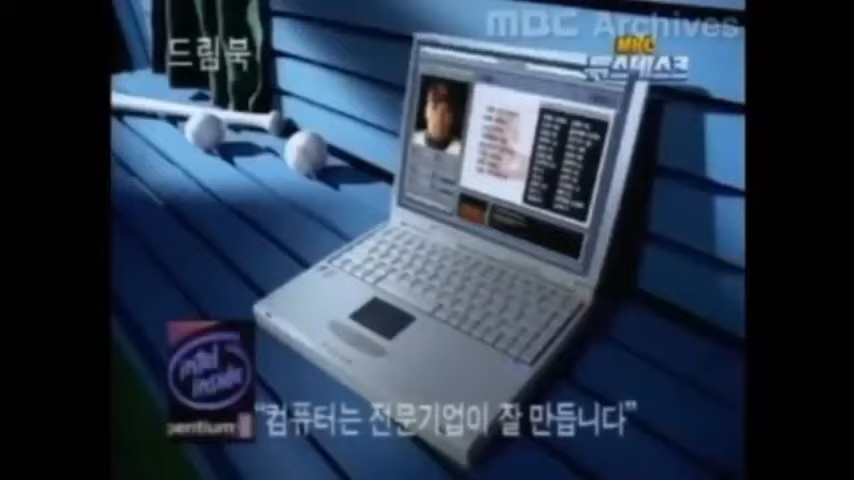 MBC Archives
드림북
MBC
뉴스데스크
intel
inside
pentium II
"컴퓨터는 전문기업이 잘 만듭니다"